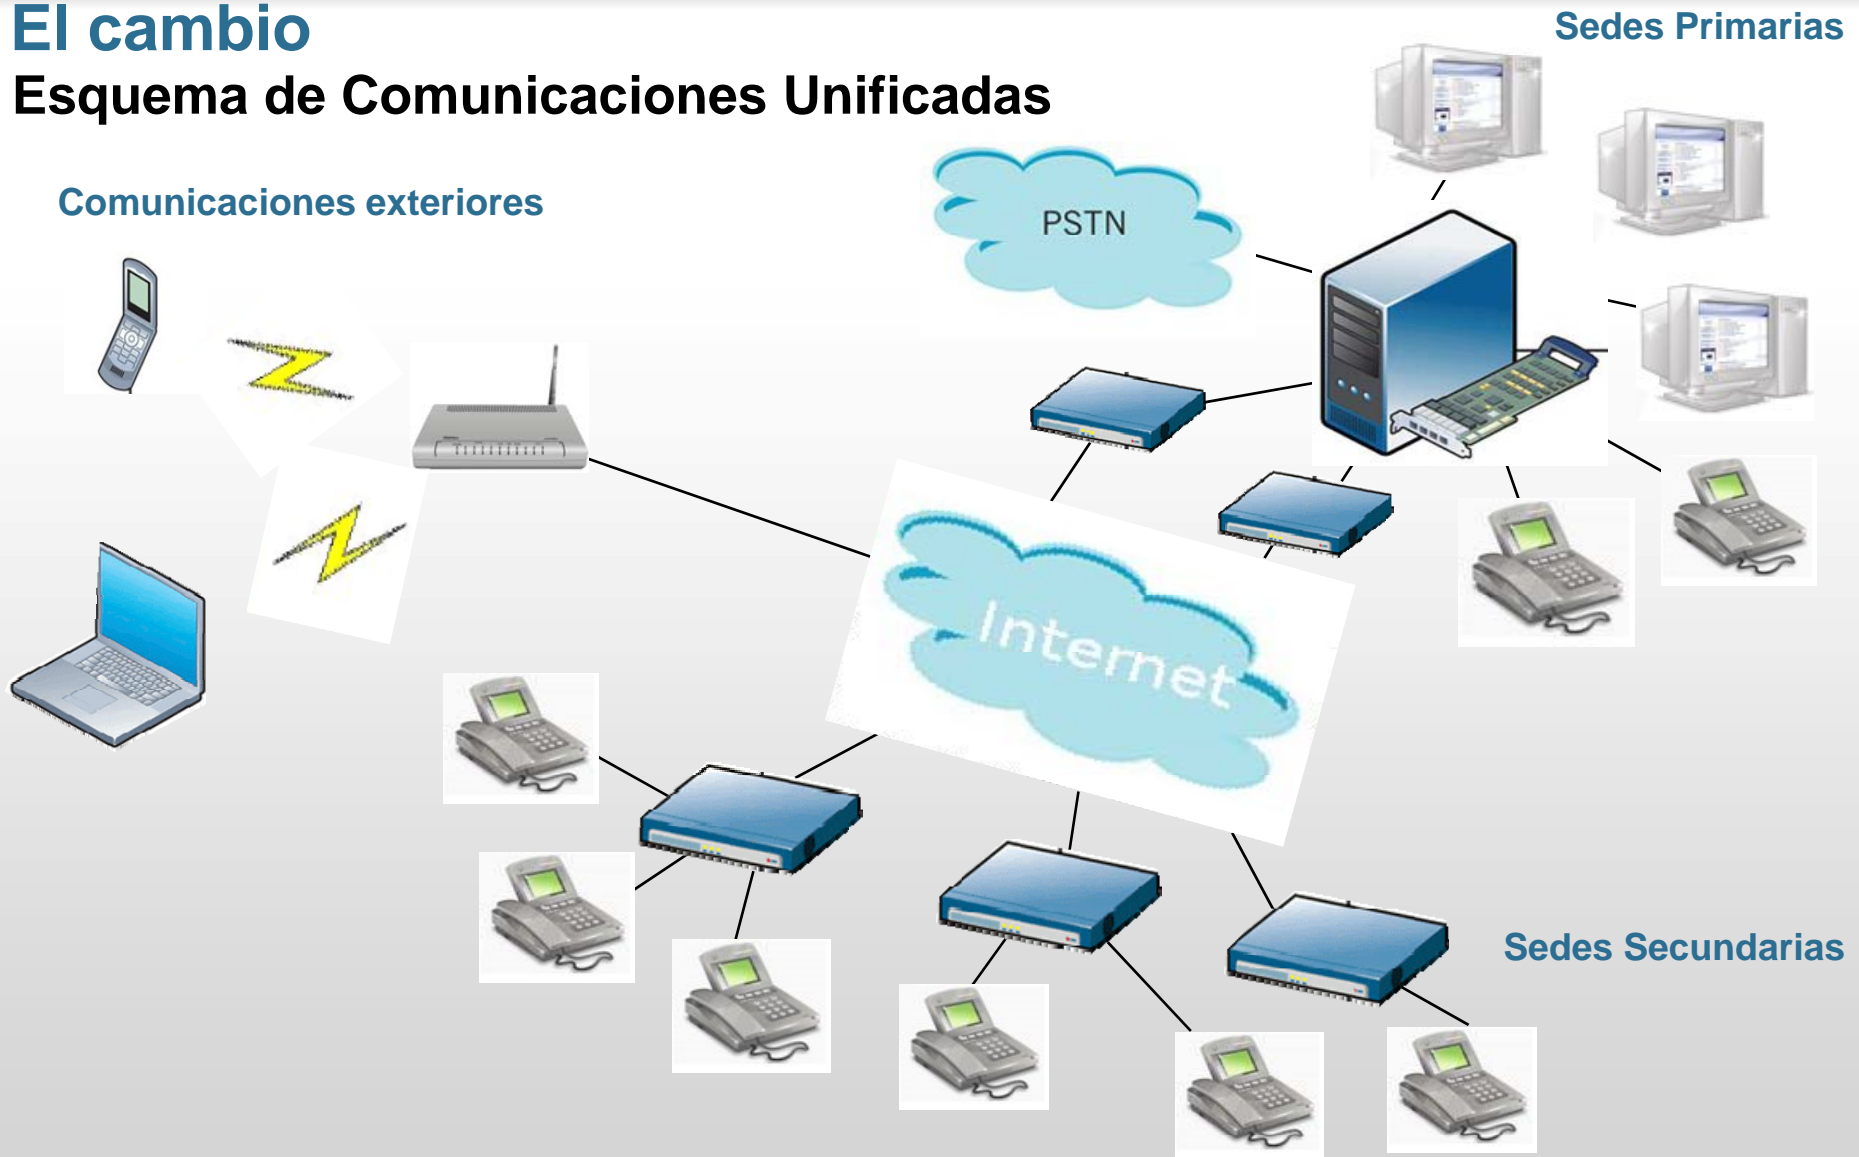 El cambio
Sedes Primarias
Esquema de Comunicaciones Unificadas
Comunicaciones exteriores
PSTN
Internet
Sedes Secundarias